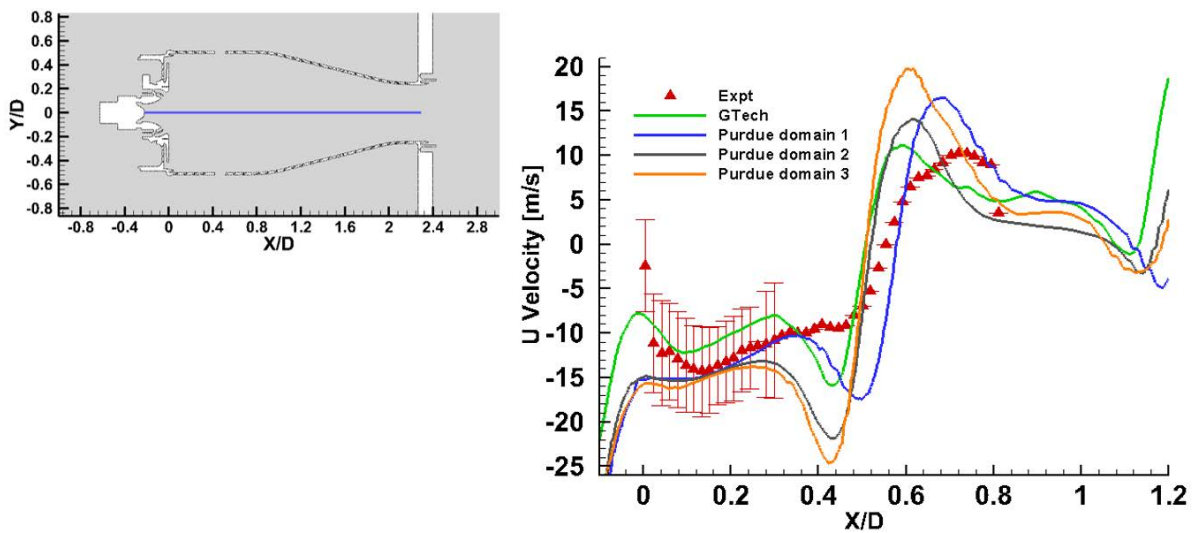 0.8
0.6
0.4
0.2
0
-0.2
-0.4
-0.6
-0.8
Y/D
-0.8 -0.4 0 0.4 0.8 1.2 1.6 2 2.4 2.8
X/D
20
15
10
5
0
-5
-10
-15
-20
-25
U Velocity [m/s]
Expt
GTech
Purdue domain 1
Purdue domain 2
Purdue domain 3
0 0.2 0.4 0.6 0.8 1 1.2
X/D